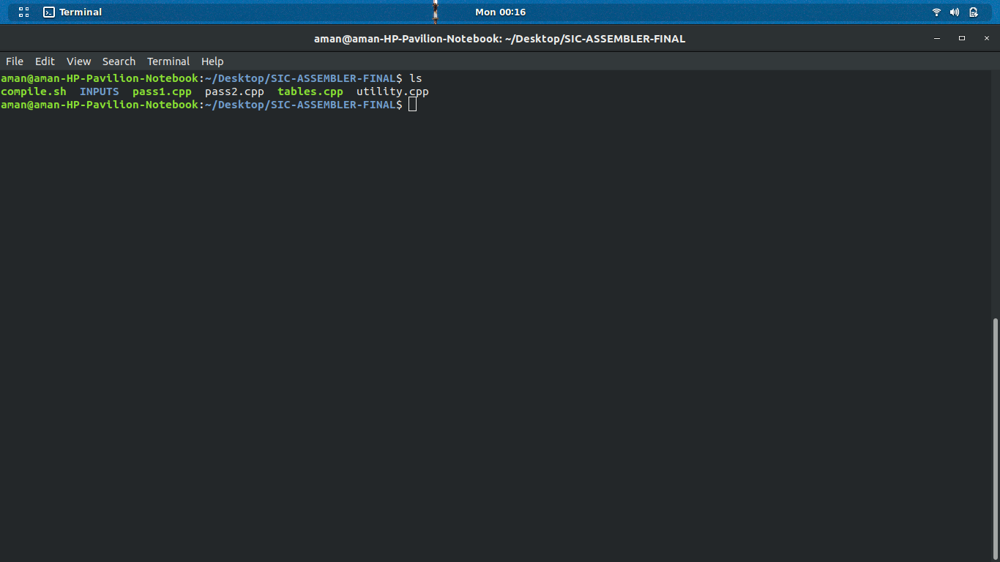 Terminal Mon 00:16
aman@aman-HP-Pavilion-Notebook: ~/Desktop/SIC-ASSEMBLER-FINAL
File Edit View Search Terminal Help
aman@aman-HP-Pavilion-Notebook:~/Desktop/SIC-ASSEMBLER-FINAL$ ls
compile.sh INPUTS pass1.cpp pass2.cpp tables.cpp utility.cpp
aman@aman-HP-Pavilion-Notebook:~/Desktop/SIC-ASSEMBLER-FINAL$